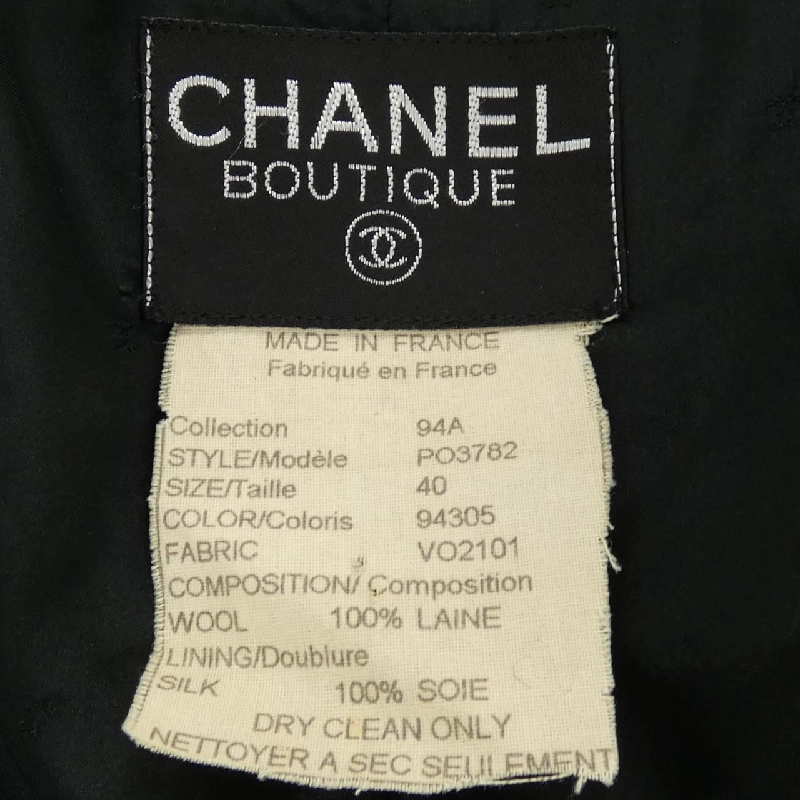 CHANEL
BOUTIQUE
MADE IN FRANCE
Fabriqué en France
Collection 94A
STYLE/Modèle PO3782
SIZE/Taille 40
COLOR/Coloris 94305
FABRIC VO2101
COMPOSITION/ Composition
WOOL 100% LAINE
LINING/Doublure
SILK 100% SOIE
DRY CLEAN ONLY
NETTOYER A SEC SEULEMENT